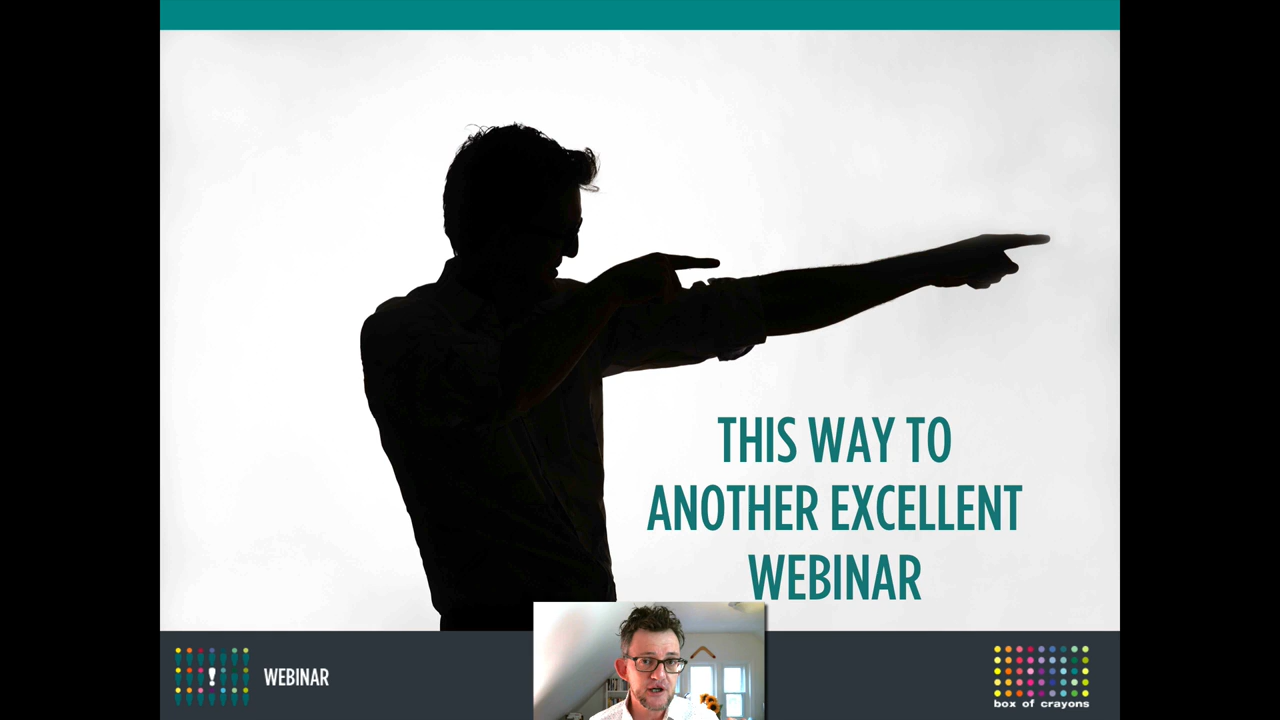 THIS WAY TO
ANOTHER EXCELLENT
WEBINAR
! WEBINAR
box of crayons